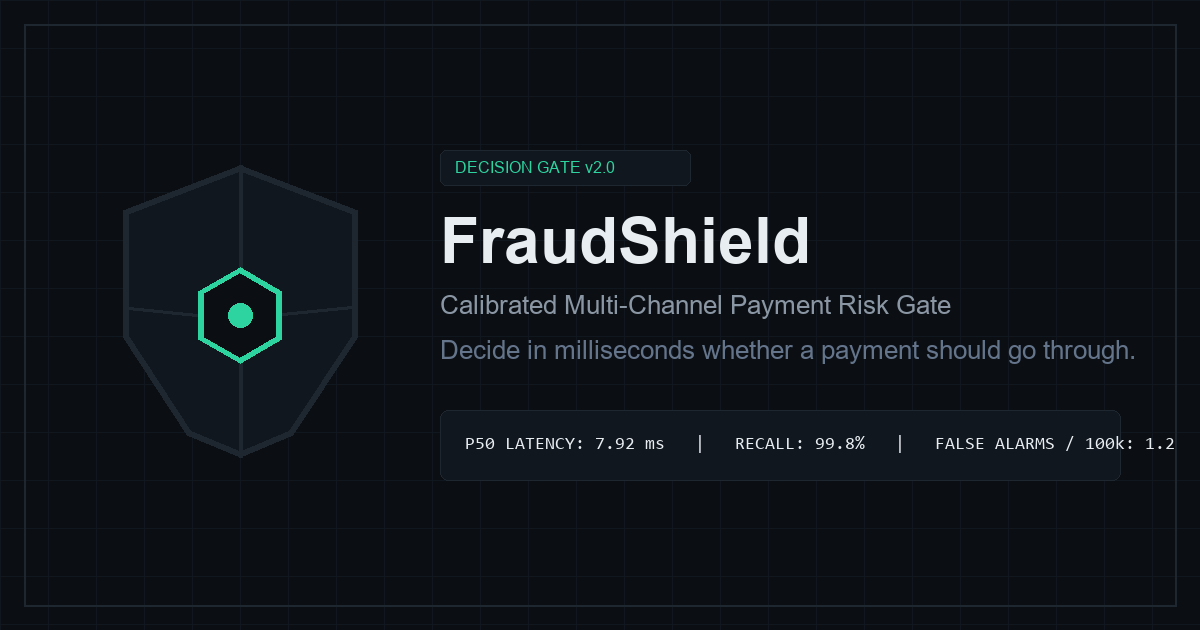 DECISION GATE v2.0
FraudShield
Calibrated Multi-Channel Payment Risk Gate
Decide in milliseconds whether a payment should go through.
P50 LATENCY: 7.92 ms | RECALL: 99.8% | FALSE ALARMS / 100k: 1.2